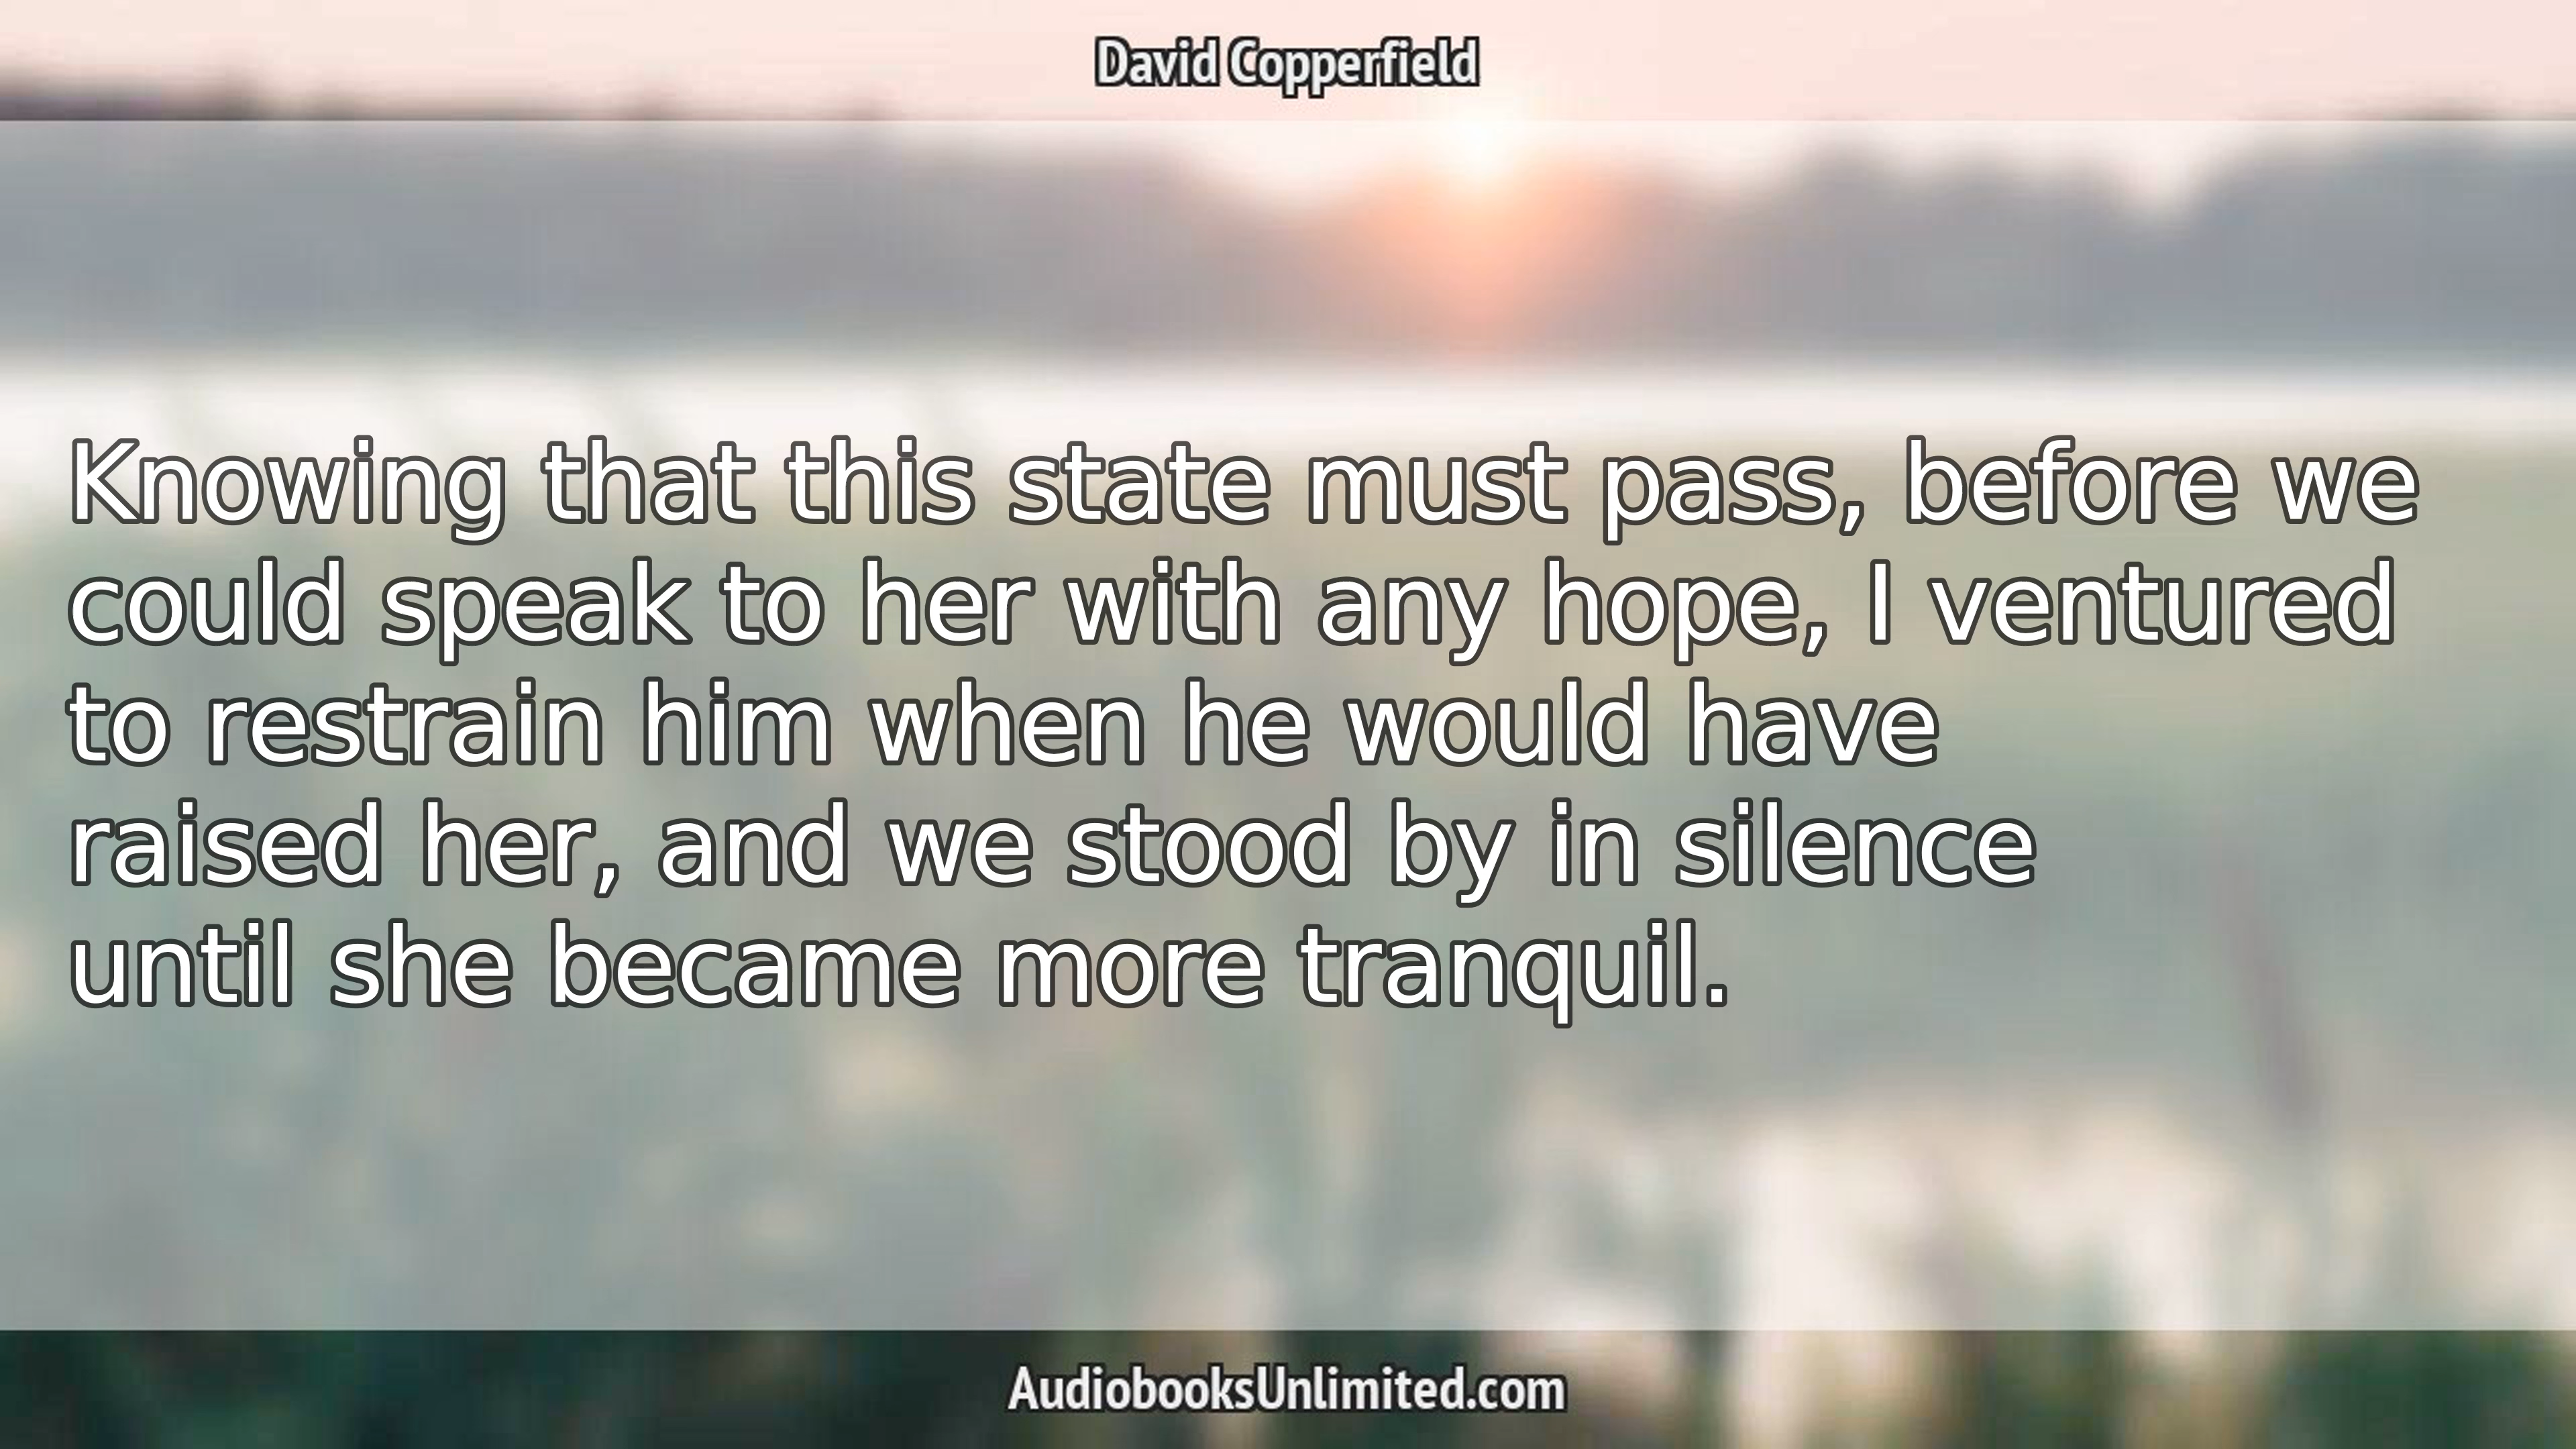 David Copperfield
Knowing that this state must pass, before we
could speak to her with any hope, I ventured
to restrain him when he would have
raised her, and we stood by in silence
until she became more tranquil.
AudiobooksUnlimited.com